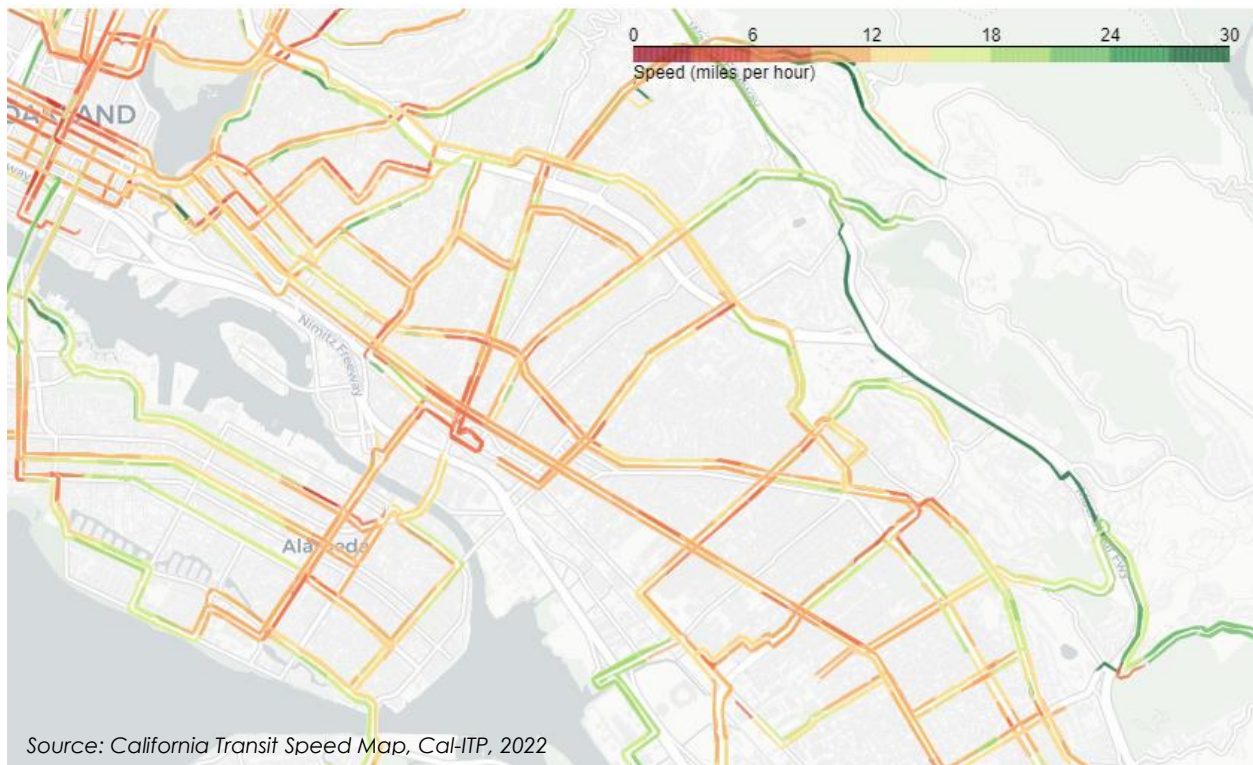 0 6 12 18 24 30
Speed (miles per hour)
OAKLAND
Nimitz Freeway
Alameda
Source: California Transit Speed Map, Cal-ITP, 2022